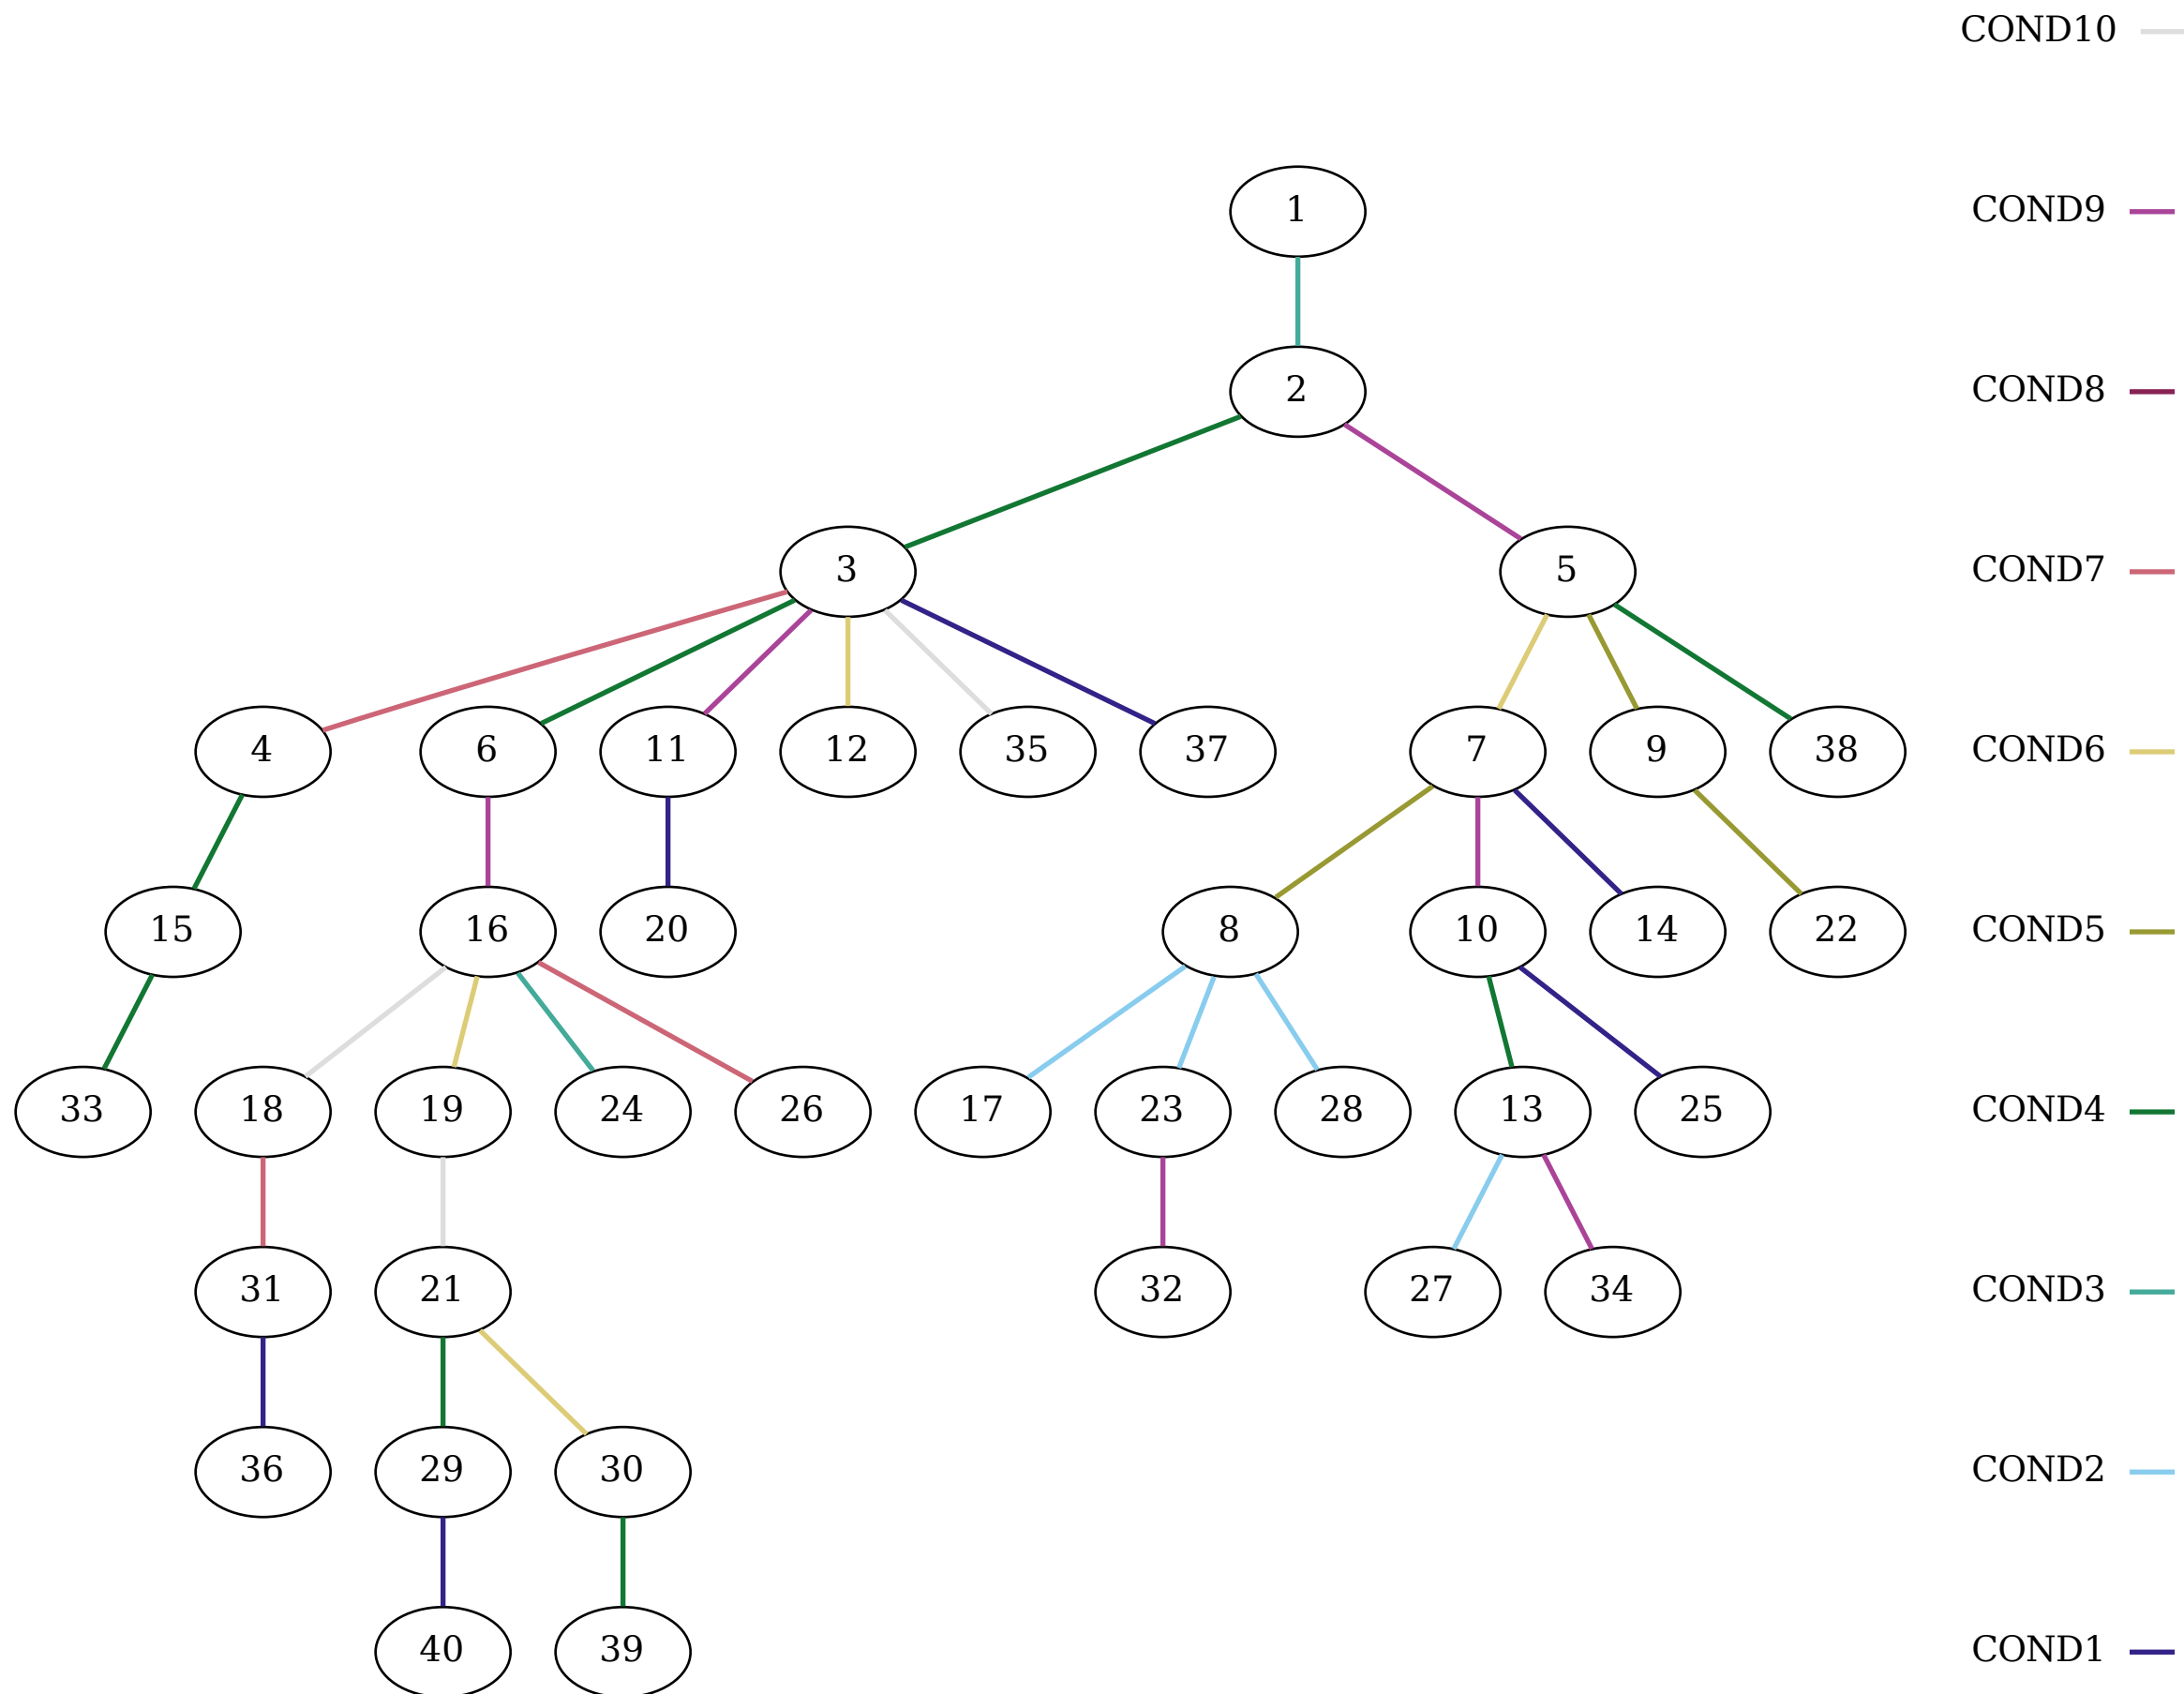 COND10
1 COND9
2 COND8
3 5 COND7
4 6 11 12 35 37 7 9 38 COND6
15 16 20 8 10 14 22 COND5
33 18 19 24 26 17 23 28 13 25 COND4
31 21 32 27 34 COND3
36 29 30 COND2
40 39 COND1